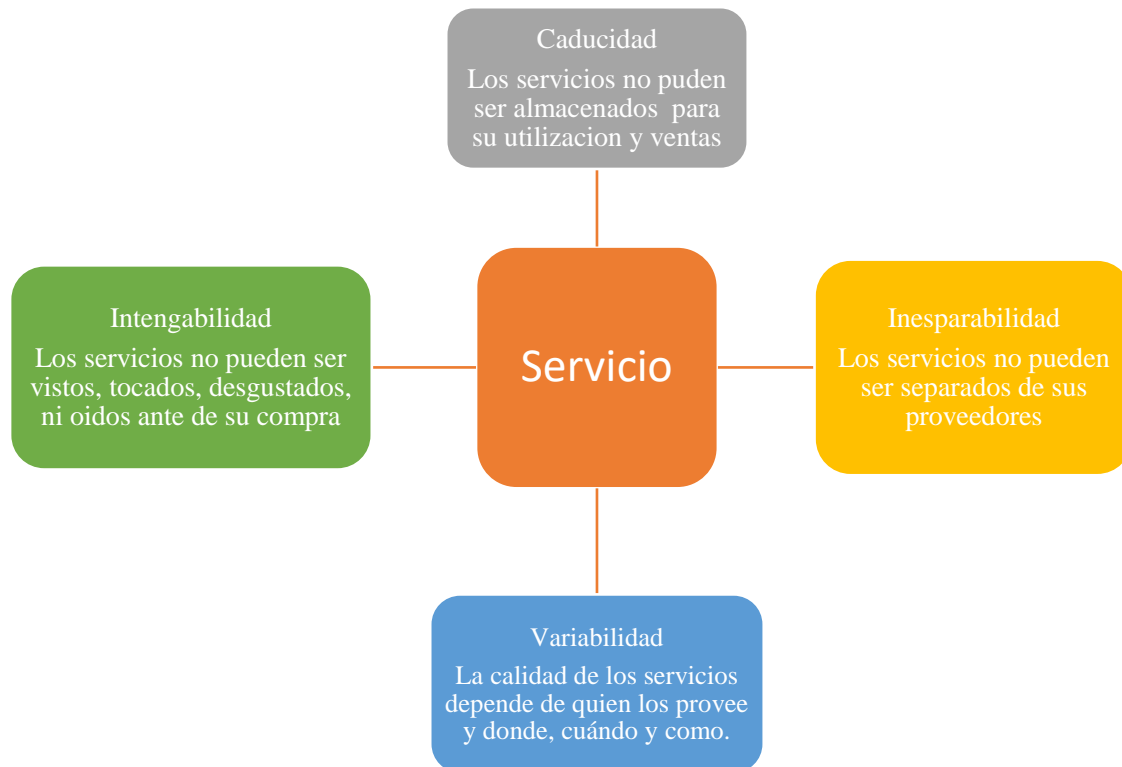 Caducidad
Los servicios no puden
ser almacenados para
su utilizacion y ventas
Intengabilidad
Los servicios no pueden ser
vistos, tocados, desgustados,
ni oidos ante de su compra
Servicio
Inesparabilidad
Los servicios no pueden
ser separados de sus
proveedores
Variabilidad
La calidad de los servicios
depende de quien los provee
y donde, cuándo y como.